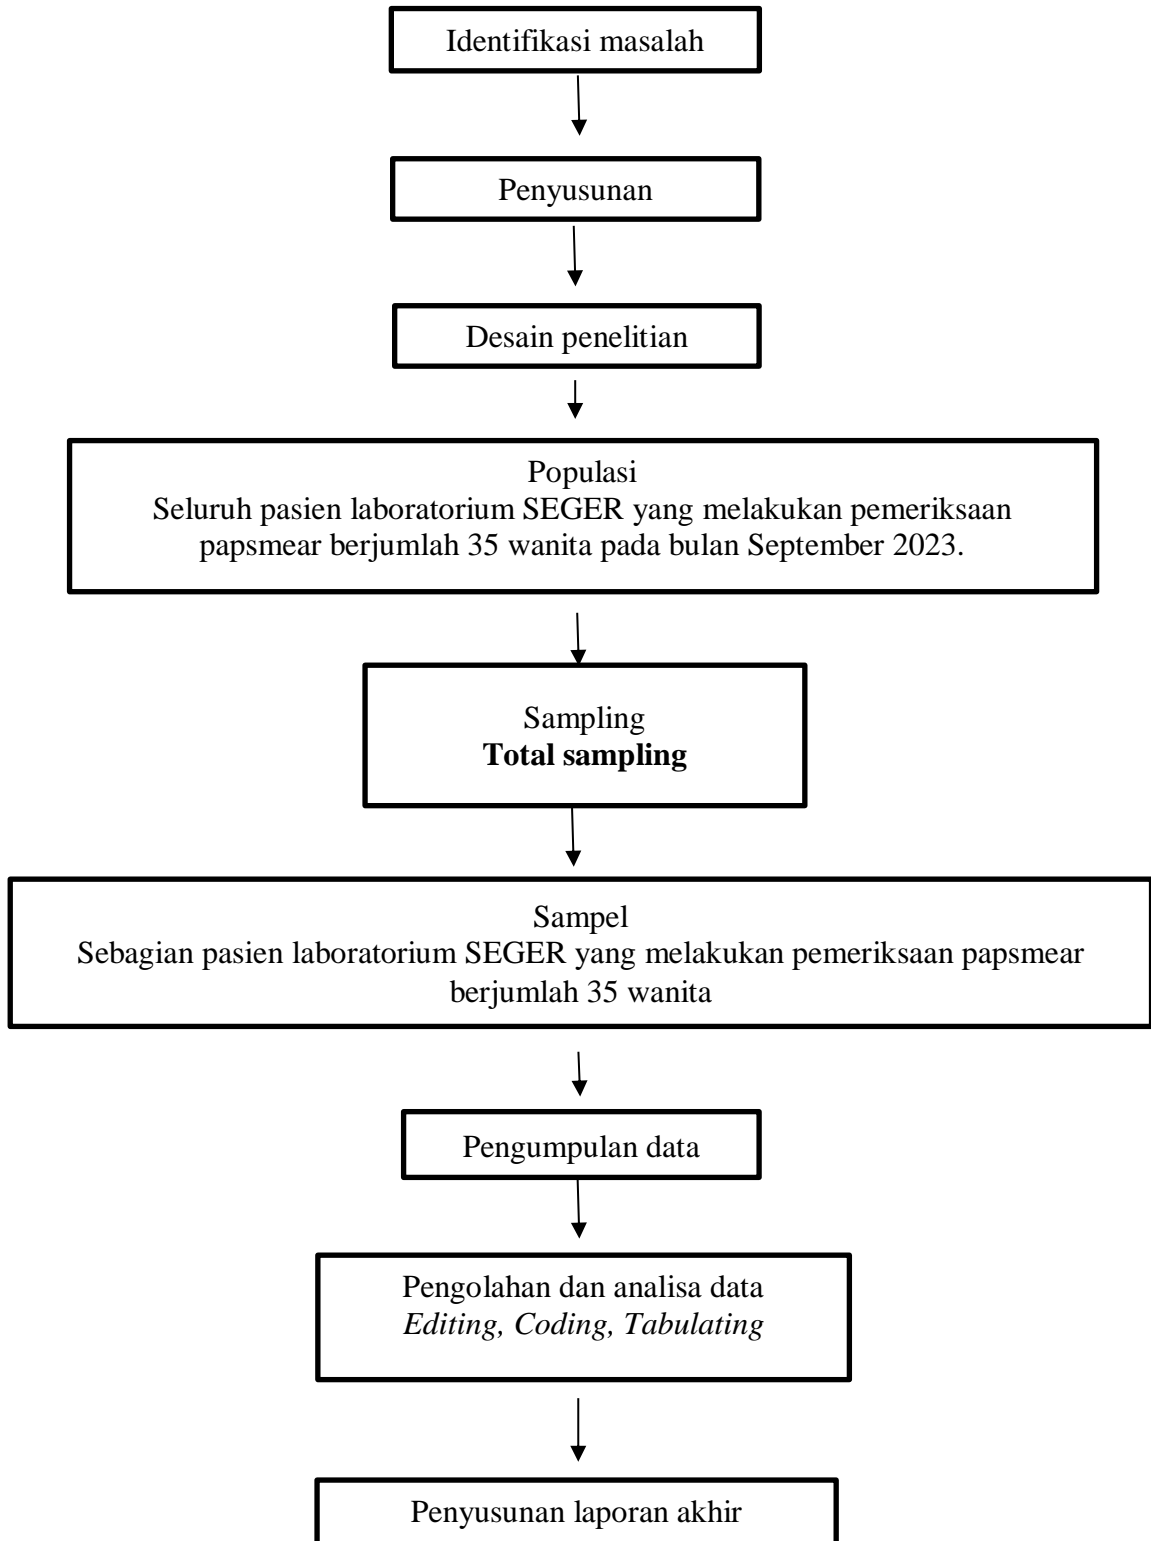 Identifikasi masalah
Penyusunan
Desain penelitian
Populasi
Seluruh pasien laboratorium SEGER yang melakukan pemeriksaan
papsmear berjumlah 35 wanita pada bulan September 2023.
Sampling
Total sampling
Sampel
Sebagian pasien laboratorium SEGER yang melakukan pemeriksaan papsmear
berjumlah 35 wanita
Pengumpulan data
Pengolahan dan analisa data
Editing, Coding, Tabulating
Penyusunan laporan akhir